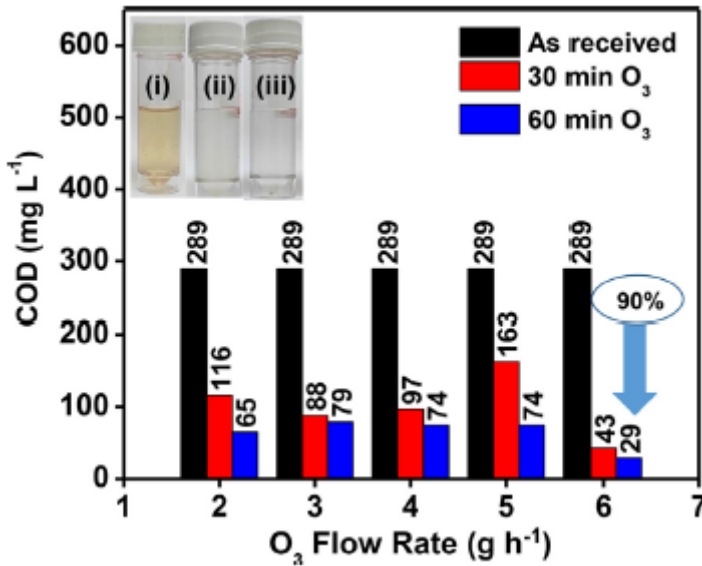 600
500
400
300
200
100
0
COD (mg L⁻¹)
(i) (ii) (iii)
As received
30 min O₃
60 min O₃
289 116 65
289 88 79
289 97 74
289 163 74
289 43 29
90%
1 2 3 4 5 6 7
O₃ Flow Rate (g h⁻¹)